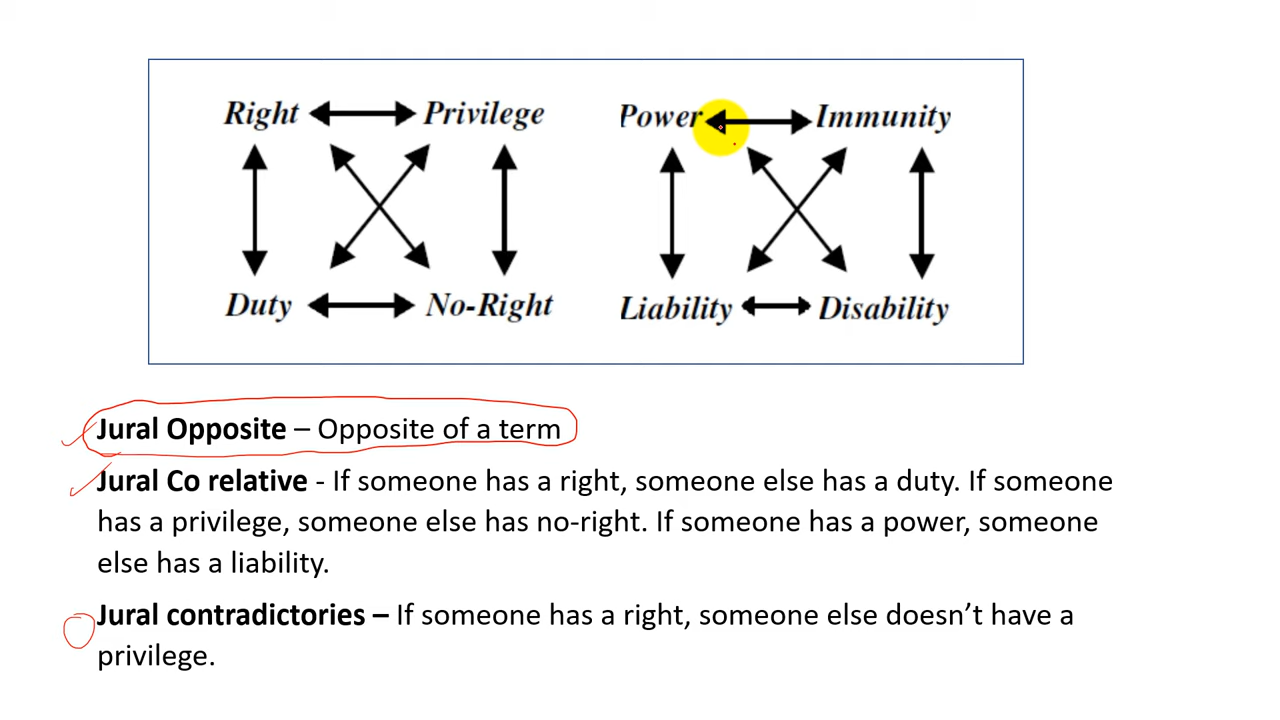 Right Privilege Power Immunity
Duty No-Right Liability Disability
Jural Opposite – Opposite of a term
Jural Co relative - If someone has a right, someone else has a duty. If someone
has a privilege, someone else has no-right. If someone has a power, someone
else has a liability.
Jural contradictories – If someone has a right, someone else doesn’t have a
privilege.